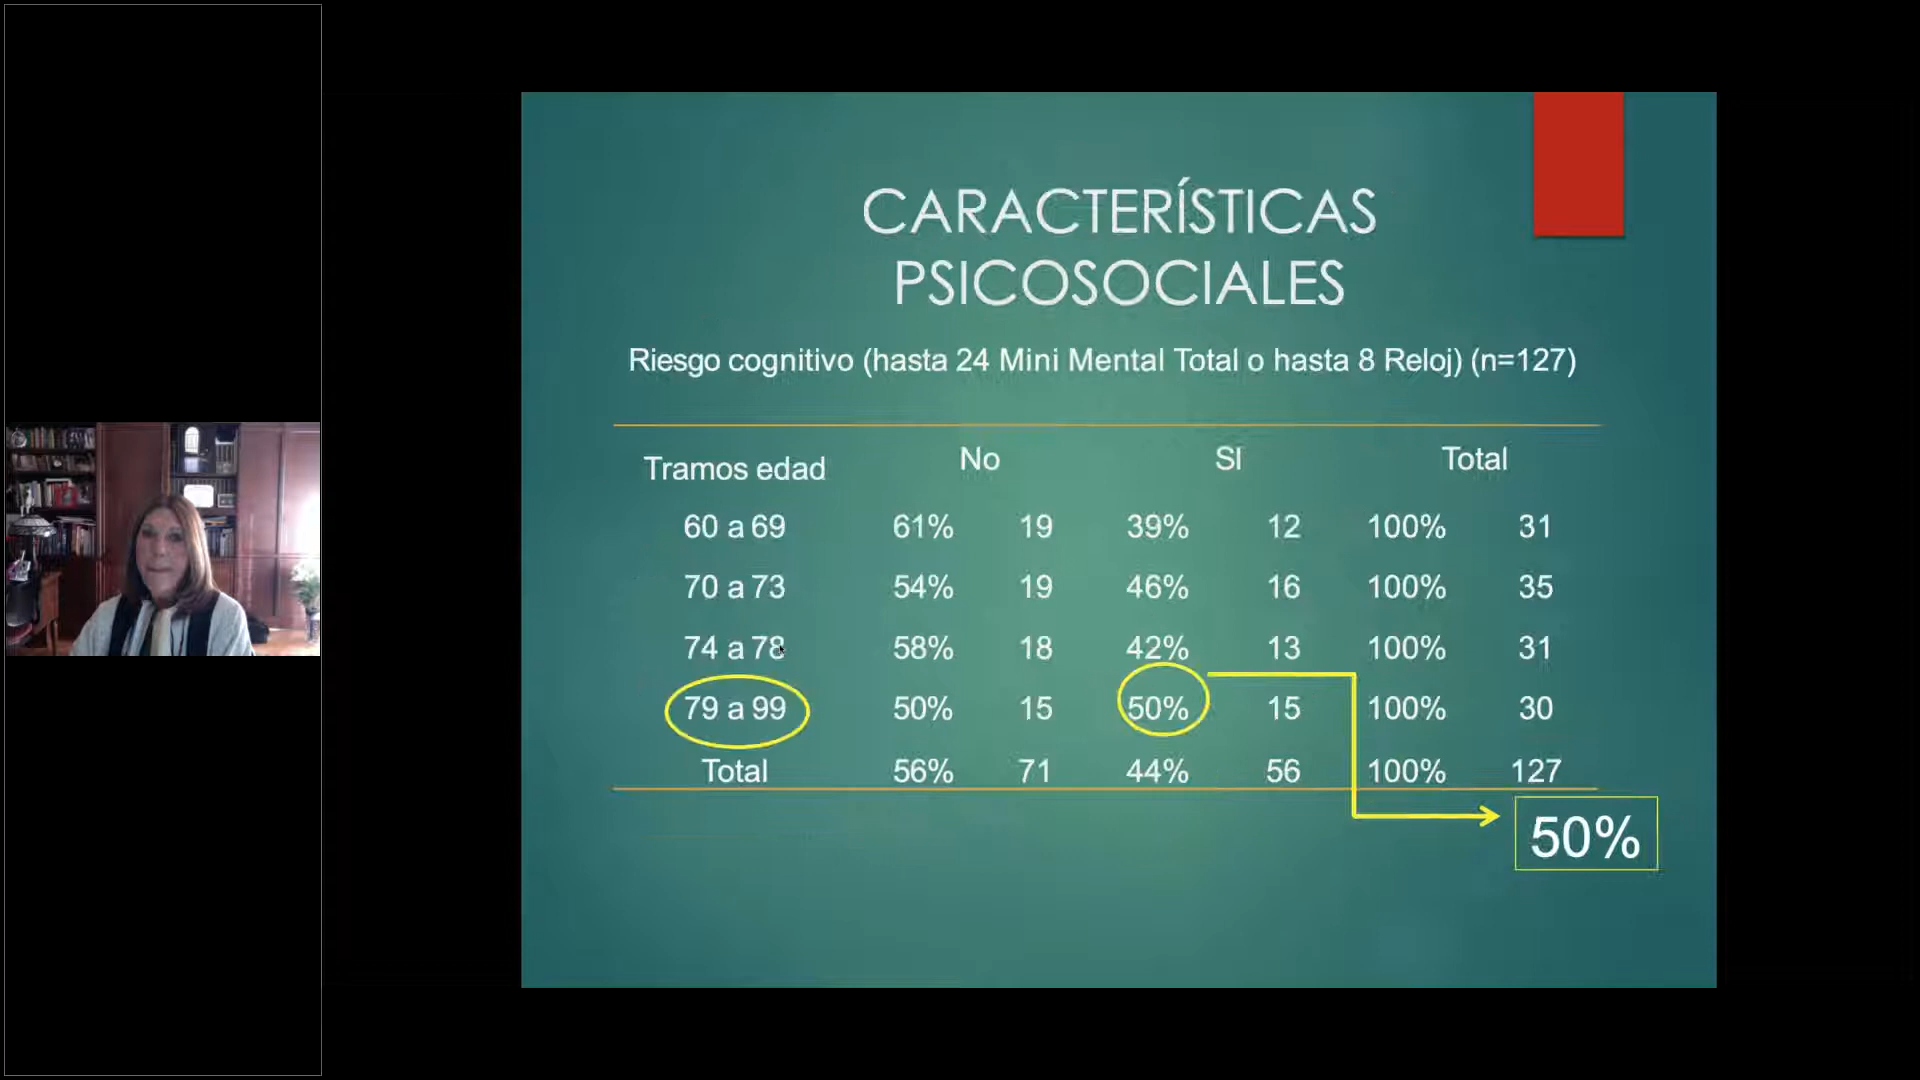 CARACTERÍSTICAS
PSICOSOCIALES
Riesgo cognitivo (hasta 24 Mini Mental Total o hasta 8 Reloj) (n=127)
Tramos edad No SI Total
60 a 69 61% 19 39% 12 100% 31
70 a 73 54% 19 46% 16 100% 35
74 a 78 58% 18 42% 13 100% 31
79 a 99 50% 15 50% 15 100% 30
Total 56% 71 44% 56 100% 127
50%